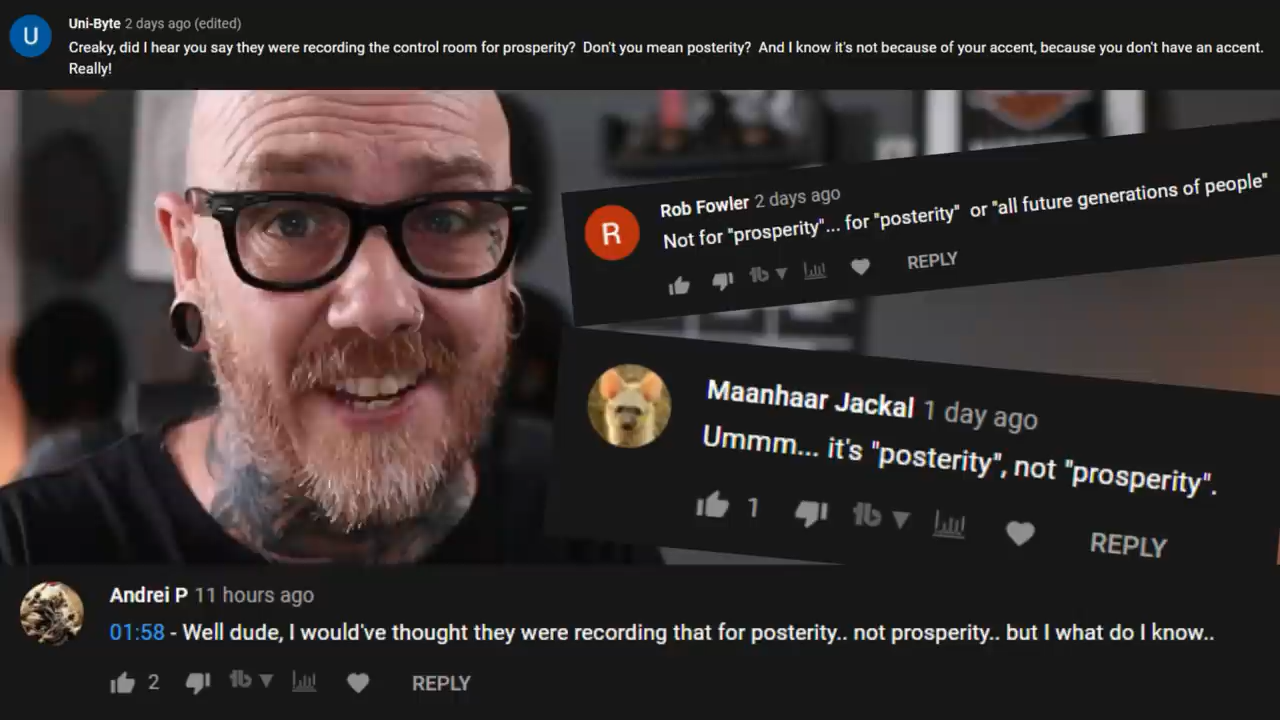 U
Uni-Byte 2 days ago (edited)
Creaky, did I hear you say they were recording the control room for prosperity? Don't you mean posterity? And I know it's not because of your accent, because you don't have an accent.
Really!
R
Rob Fowler 2 days ago
Not for "prosperity"... for "posterity" or "all future generations of people"
REPLY
Maanhaar Jackal 1 day ago
Ummm... it's "posterity", not "prosperity".
1 REPLY
Andrei P 11 hours ago
01:58 - Well dude, I would've thought they were recording that for posterity.. not prosperity.. but I what do I know..
2 REPLY